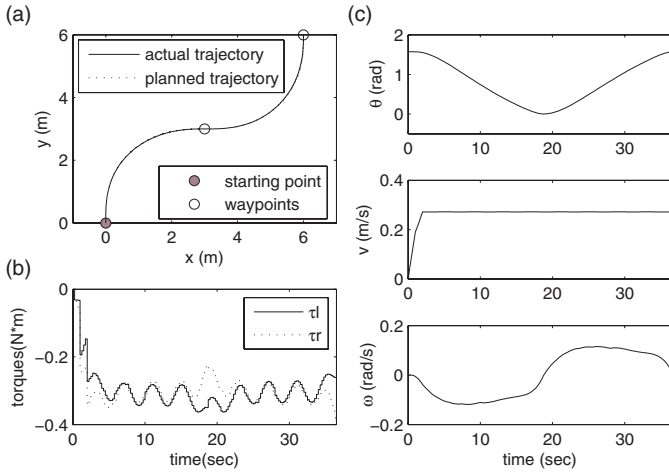 (a)
6
4
2
0
y (m)
actual trajectory
planned trajectory
starting point
waypoints
0 2 4 6
x (m)
(b)
0
−0.2
−0.4
torques(N*m)
τl
τr
0 10 20 30
time(sec)
(c)
2
1
0
θ (rad)
0 10 20 30
0.4
0.2
0
v (m/s)
0 10 20 30
0.2
0
−0.2
ω (rad/s)
0 10 20 30
time (sec)